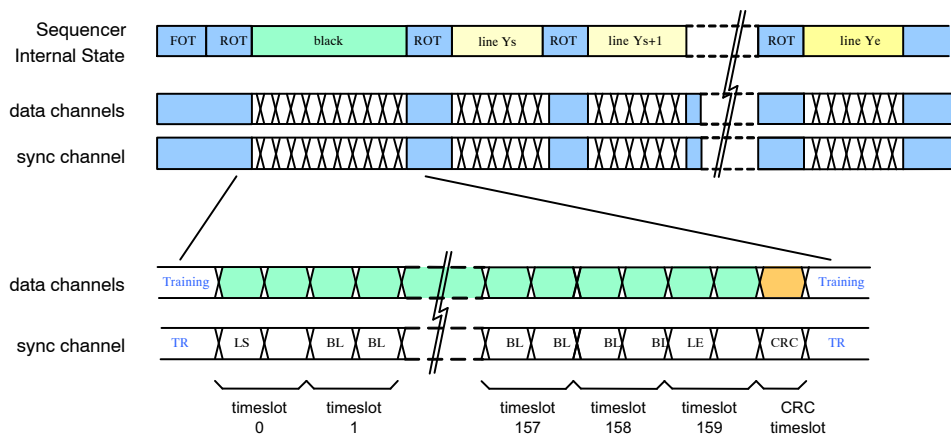 Sequencer
Internal State
FOT ROT black ROT line Ys ROT line Ys+1 ROT line Ye
data channels
sync channel
data channels
Training Training
sync channel
TR LS BL BL BL BL BL BL LE CRC TR
timeslot timeslot timeslot timeslot timeslot CRC
0 1 157 158 159 timeslot